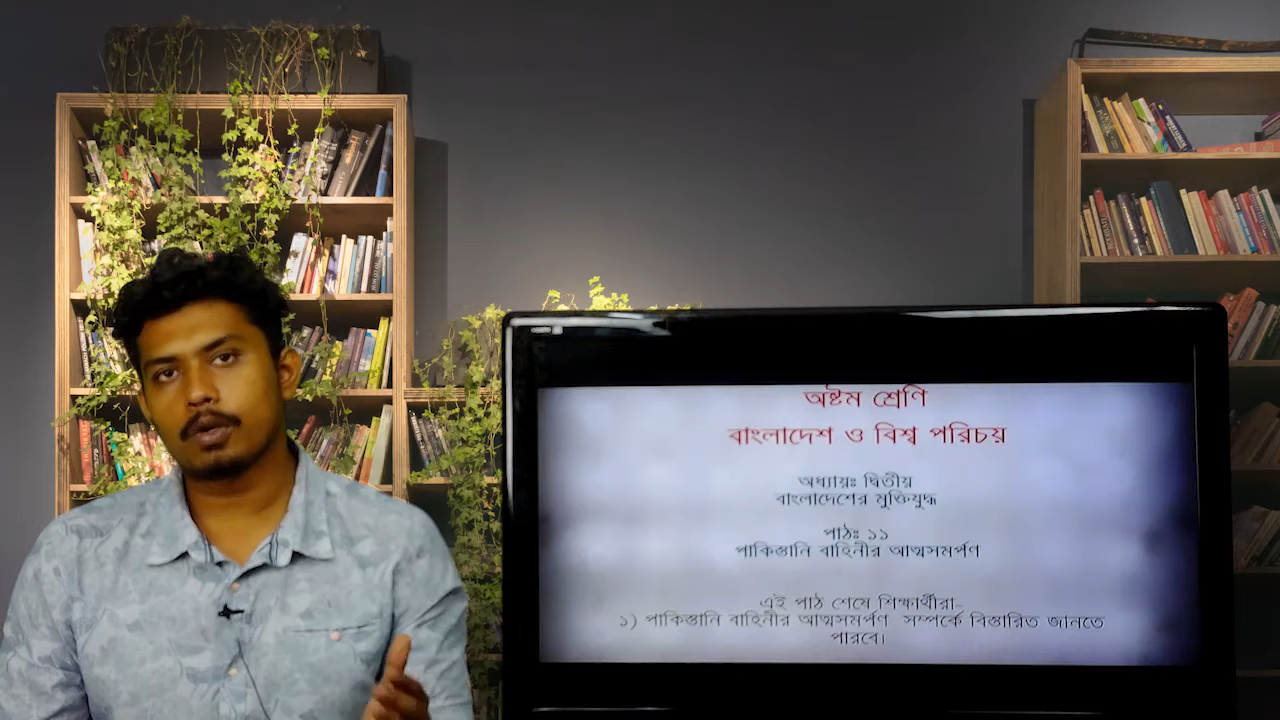 অষ্টম শ্রেণি
বাংলাদেশ ও বিশ্ব পরিচয়
অধ্যায়ঃ দ্বিতীয়
বাংলাদেশের মুক্তিযুদ্ধ
পাঠঃ ১১
পাকিস্তানি বাহিনীর আত্মসমর্পণ
এই পাঠ শেষে শিক্ষার্থীরা-
১) পাকিস্তানি বাহিনীর আত্মসমর্পণ সম্পর্কে বিস্তারিত জানতে
পারবে।